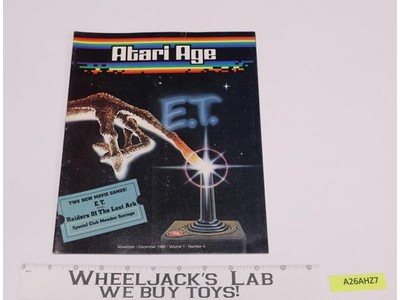 Atari Age
E.T.
TWO NEW MOVIE GAMES!
E.T.
Raiders Of The Lost Ark
Special Club Member Savings
November - December 1982 Volume 1 - Number 4
WHEELJACK'S LAB
WE BUY TOYS!
A26AHZ7